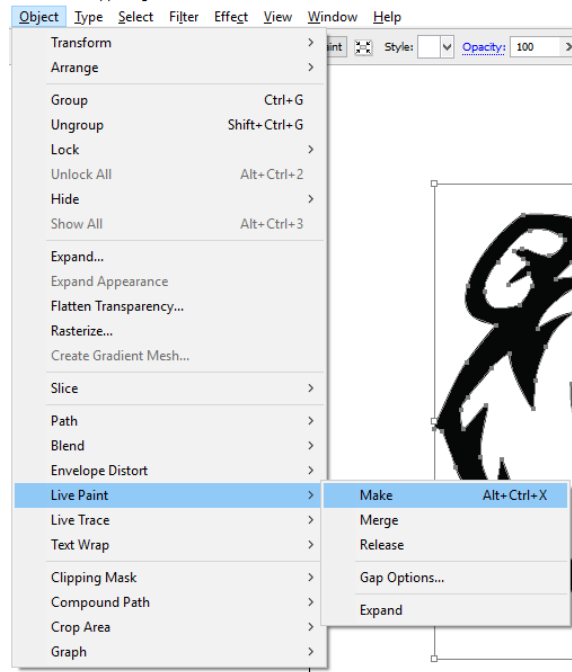 Object Type Select Filter Effect View Window Help
int Style: Opacity: 100
Transform
Arrange
Group Ctrl+G
Ungroup Shift+Ctrl+G
Lock
Unlock All Alt+Ctrl+2
Hide
Show All Alt+Ctrl+3
Expand...
Expand Appearance
Flatten Transparency...
Rasterize...
Create Gradient Mesh...
Slice
Path
Blend
Envelope Distort
Live Paint
Live Trace
Text Wrap
Clipping Mask
Compound Path
Crop Area
Graph
Make Alt+Ctrl+X
Merge
Release
Gap Options...
Expand